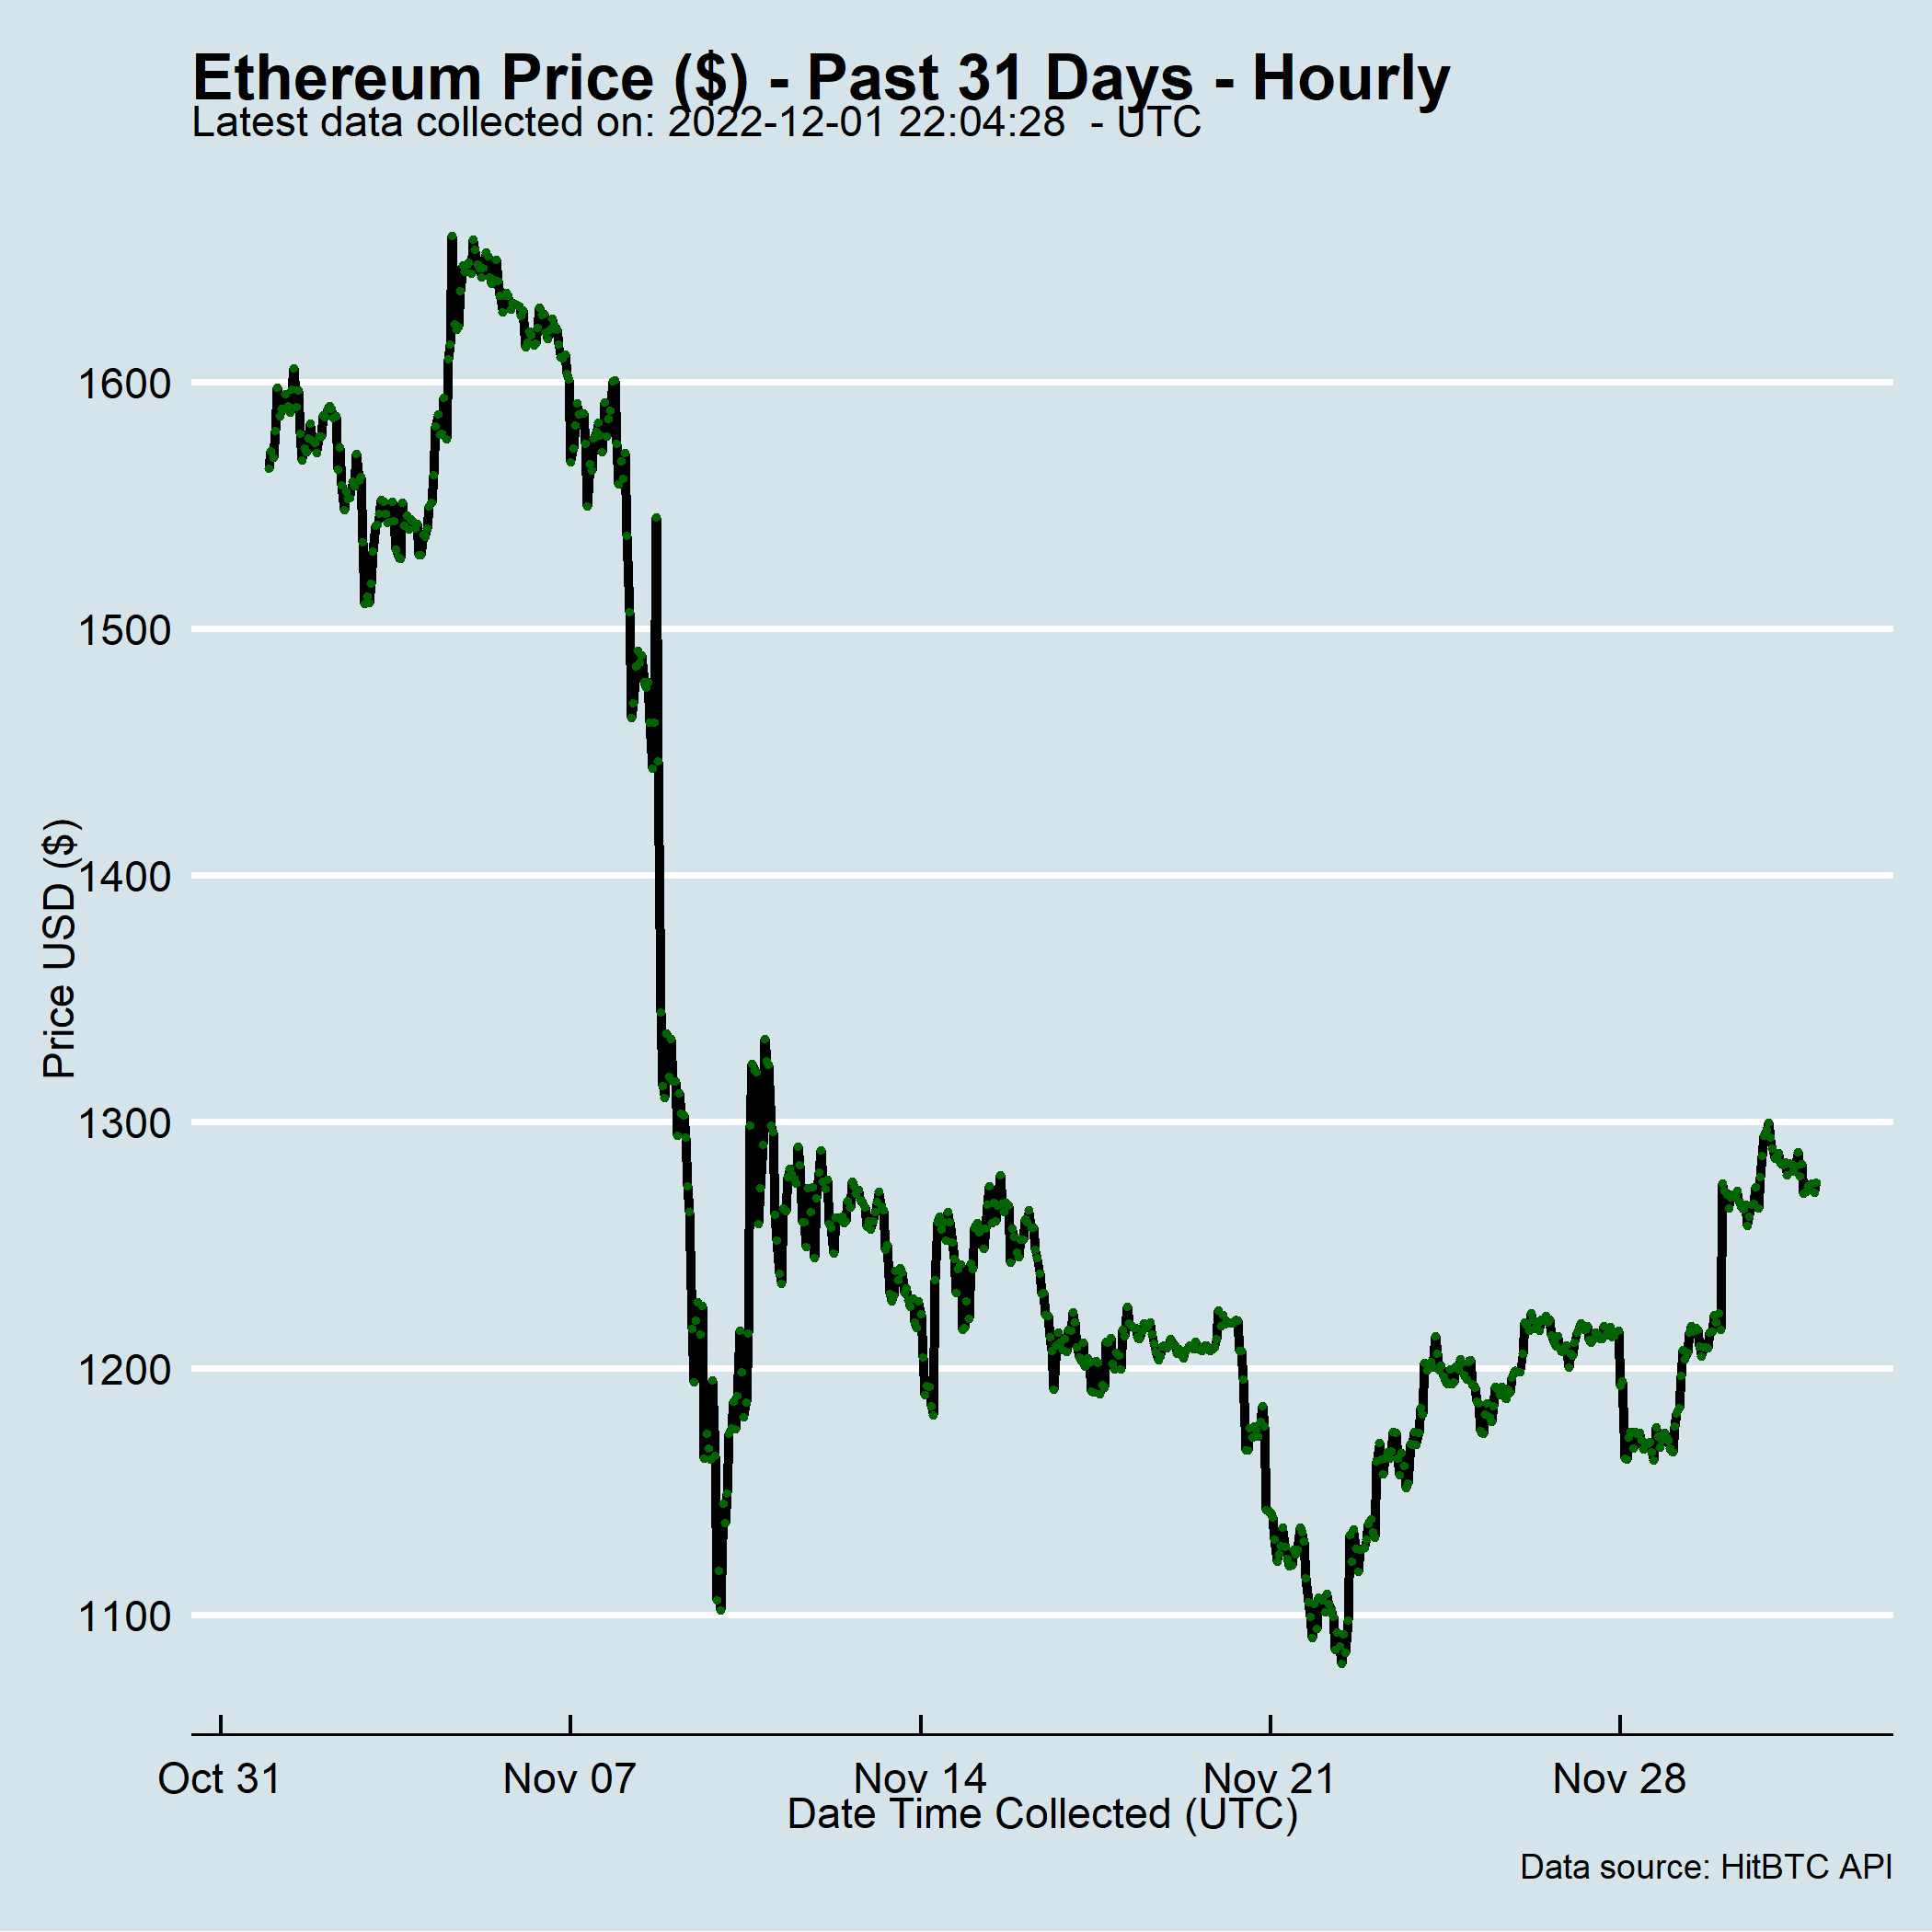 Ethereum Price ($) - Past 31 Days - Hourly
Latest data collected on: 2022-12-01 22:04:28  - UTC
Price USD ($)
1600
1500
1400
1300
1200
1100
Oct 31
Nov 07
Nov 14
Nov 21
Nov 28
Date Time Collected (UTC)
Data source: HitBTC API